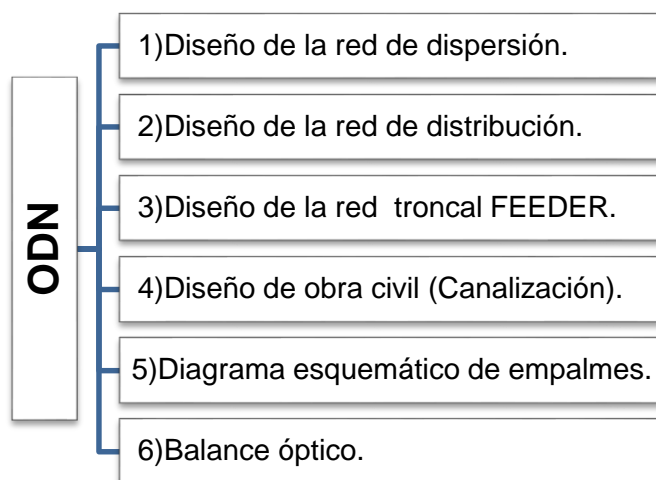 ODN
1)Diseño de la red de dispersión.
2)Diseño de la red de distribución.
3)Diseño de la red troncal FEEDER.
4)Diseño de obra civil (Canalización).
5)Diagrama esquemático de empalmes.
6)Balance óptico.